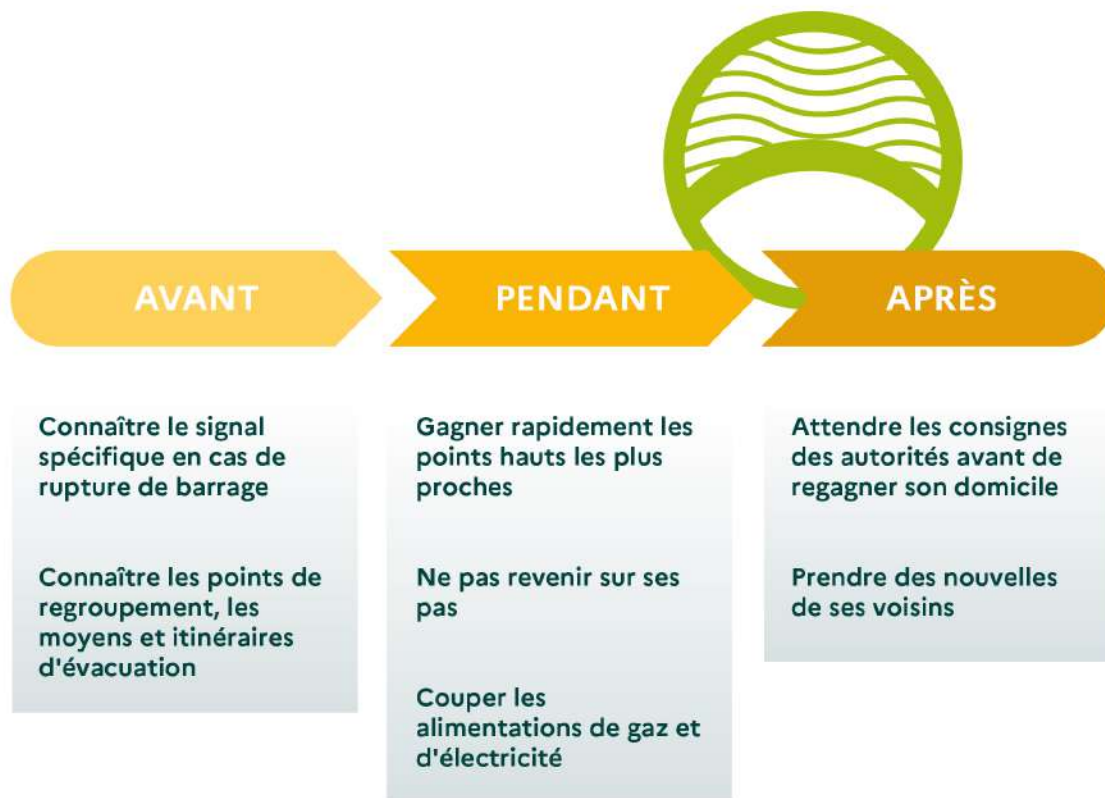 AVANT
PENDANT
APRÈS
Connaître le signal
spécifique en cas de
rupture de barrage
Connaître les points de
regroupement, les
moyens et itinéraires
d'évacuation
Gagner rapidement les
points hauts les plus
proches
Ne pas revenir sur ses
pas
Couper les
alimentations de gaz et
d'électricité
Attendre les consignes
des autorités avant de
regagner son domicile
Prendre des nouvelles
de ses voisins